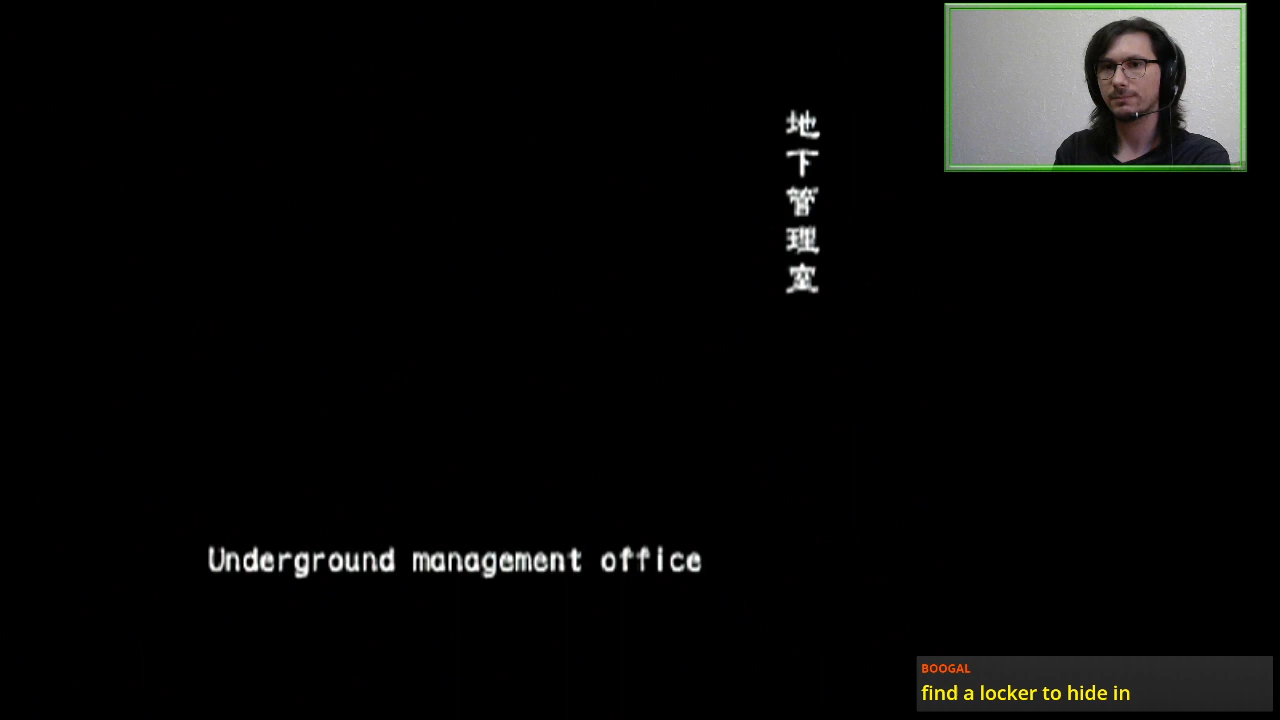 地下管理室
Underground management office
BOOGAL
find a locker to hide in